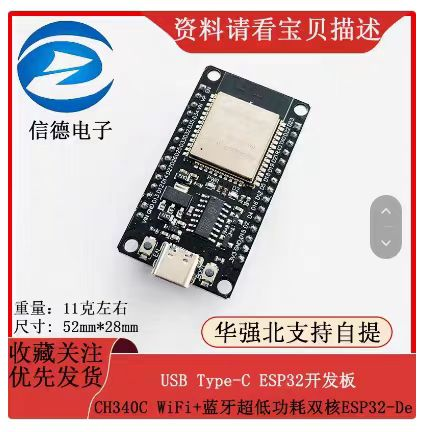 资料请看宝贝描述
信德电子
重量: 11克左右
尺寸: 52mm*28mm
华强北支持自提
收藏关注
优先发货
USB Type-C ESP32开发板
CH340C WiFi+蓝牙超低功耗双核ESP32-De